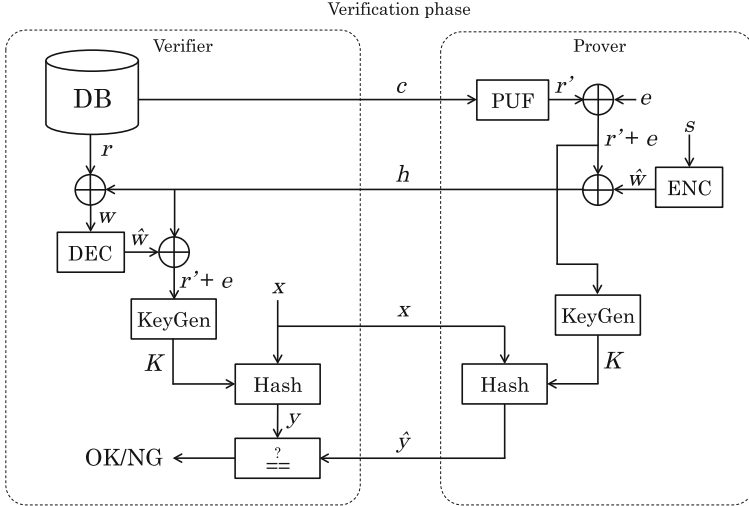 Verification phase
Verifier
Prover
DB
c
PUF
r'
e
r
r'+ e
s
h
ŵ
ENC
w
DEC
ŵ
r'+ e
x
KeyGen
x
KeyGen
K
K
Hash
Hash
y
ŷ
OK/NG
?
==